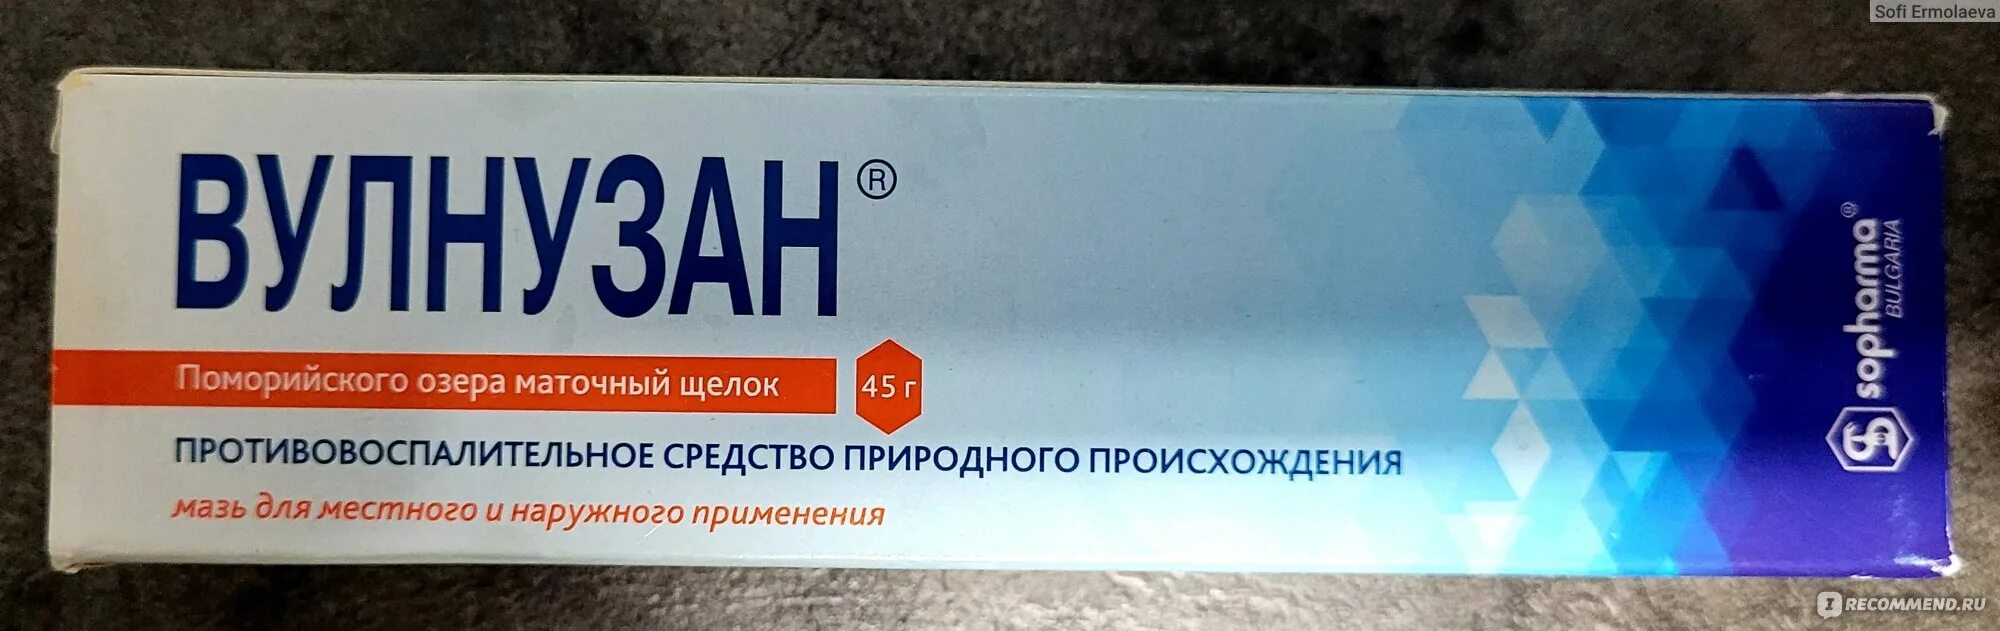 Sofi Ermolaeva
ВУЛНУЗАН®
Поморийского озера маточный щелок
45 г
ПРОТИВОВОСПАЛИТЕЛЬНОЕ СРЕДСТВО ПРИРОДНОГО ПРОИСХОЖДЕНИЯ
мазь для местного и наружного применения
sopharma®
BULGARIA
IRECOMMEND.RU